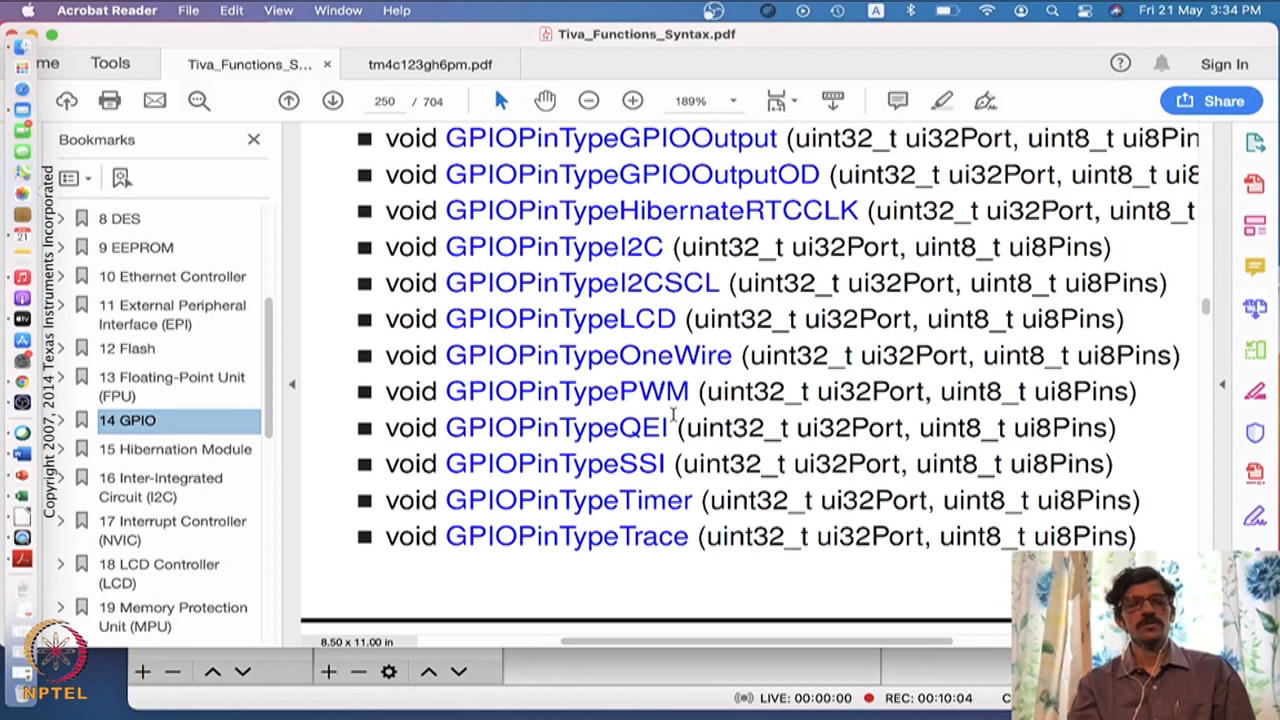 Acrobat Reader File Edit View Window Help Fri 21 May 3:34 PM
Tiva_Functions_Syntax.pdf
me Tools Tiva_Functions_S... × tm4c123gh6pm.pdf Sign In
250 / 704 189% Share
Bookmarks
8 DES
9 EEPROM
10 Ethernet Controller
11 External Peripheral
Interface (EPI)
12 Flash
13 Floating-Point Unit
(FPU)
14 GPIO
15 Hibernation Module
16 Inter-Integrated
Circuit (I2C)
17 Interrupt Controller
(NVIC)
18 LCD Controller
(LCD)
19 Memory Protection
Unit (MPU)
Copyright 2007, 2014 Texas Instruments Incorporated
■ void GPIOPinTypeGPIOOutput (uint32_t ui32Port, uint8_t ui8Pin
■ void GPIOPinTypeGPIOOutputOD (uint32_t ui32Port, uint8_t ui8
■ void GPIOPinTypeHibernateRTCCLK (uint32_t ui32Port, uint8_t
■ void GPIOPinTypeI2C (uint32_t ui32Port, uint8_t ui8Pins)
■ void GPIOPinTypeI2CSCL (uint32_t ui32Port, uint8_t ui8Pins)
■ void GPIOPinTypeLCD (uint32_t ui32Port, uint8_t ui8Pins)
■ void GPIOPinTypeOneWire (uint32_t ui32Port, uint8_t ui8Pins)
■ void GPIOPinTypePWM (uint32_t ui32Port, uint8_t ui8Pins)
■ void GPIOPinTypeQEI (uint32_t ui32Port, uint8_t ui8Pins)
■ void GPIOPinTypeSSI (uint32_t ui32Port, uint8_t ui8Pins)
■ void GPIOPinTypeTimer (uint32_t ui32Port, uint8_t ui8Pins)
■ void GPIOPinTypeTrace (uint32_t ui32Port, uint8_t ui8Pins)
8.50 x 11.00 in
NPTEL
LIVE: 00:00:00 REC: 00:10:04 C